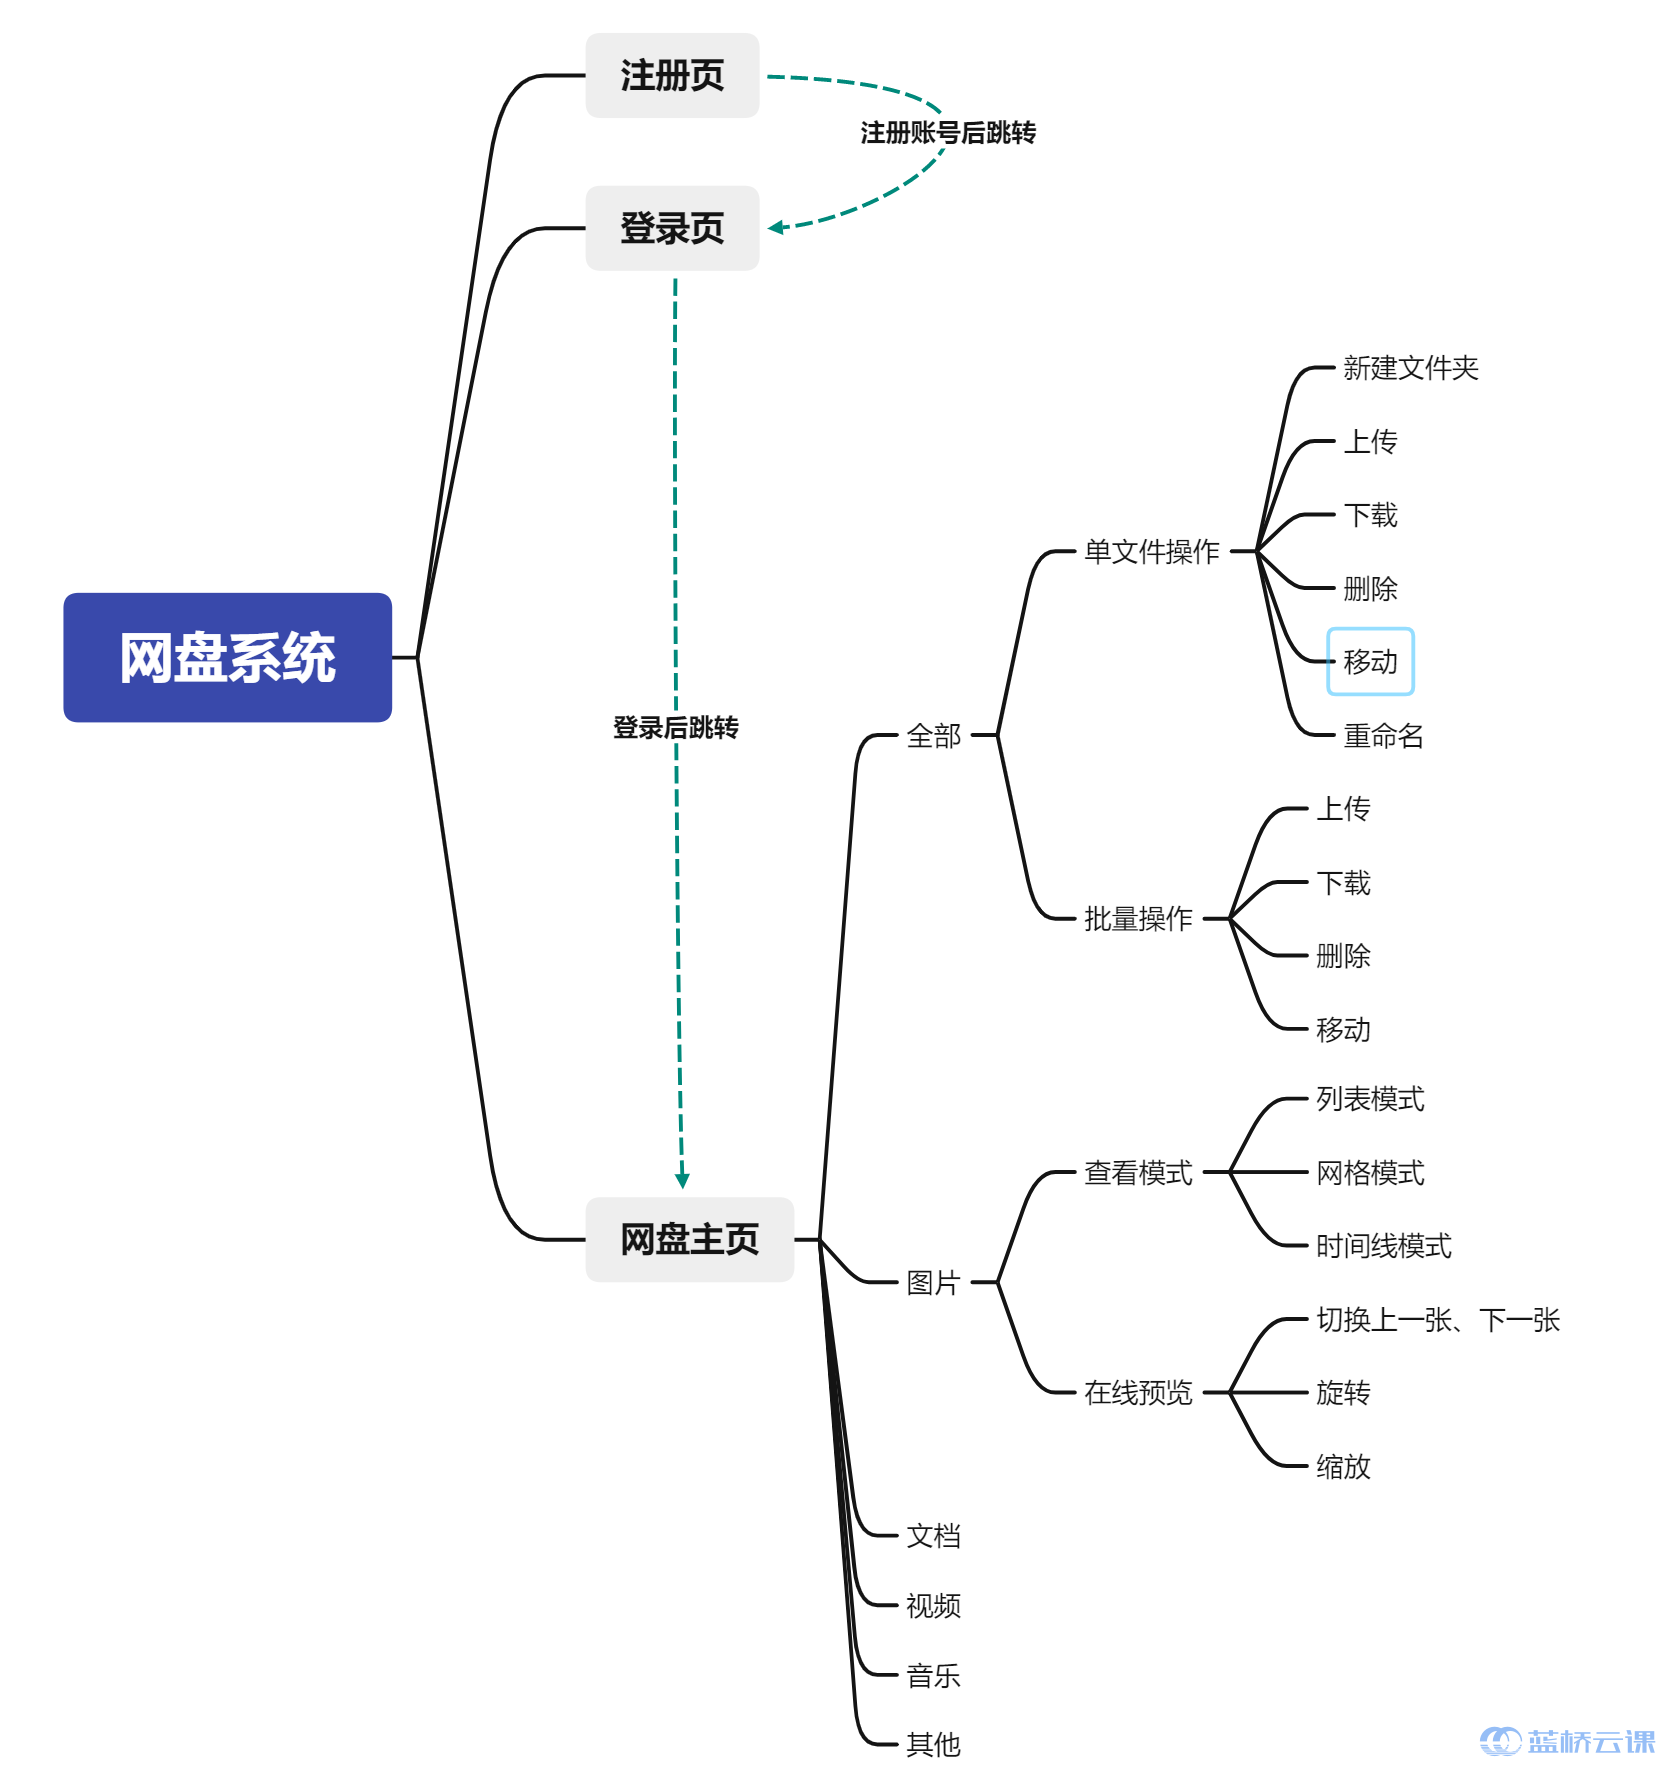 注册页
注册账号后跳转
登录页
网盘系统
登录后跳转
网盘主页
全部
单文件操作
新建文件夹
上传
下载
删除
移动
重命名
批量操作
上传
下载
删除
移动
图片
查看模式
列表模式
网格模式
时间线模式
在线预览
切换上一张、下一张
旋转
缩放
文档
视频
音乐
其他
蓝桥云课